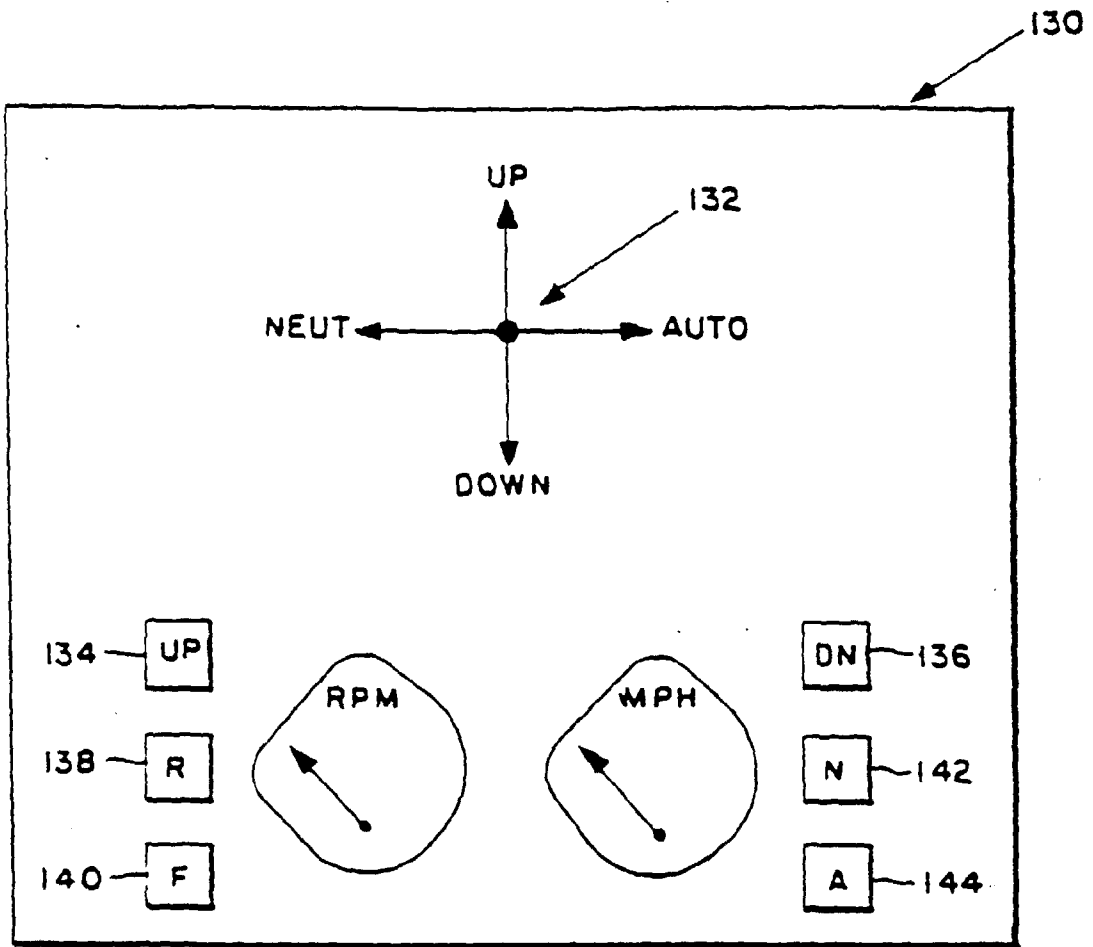 130
UP
132
NEUT AUTO
DOWN
134 UP DN 136
RPM MPH
138 R N 142
140 F A 144